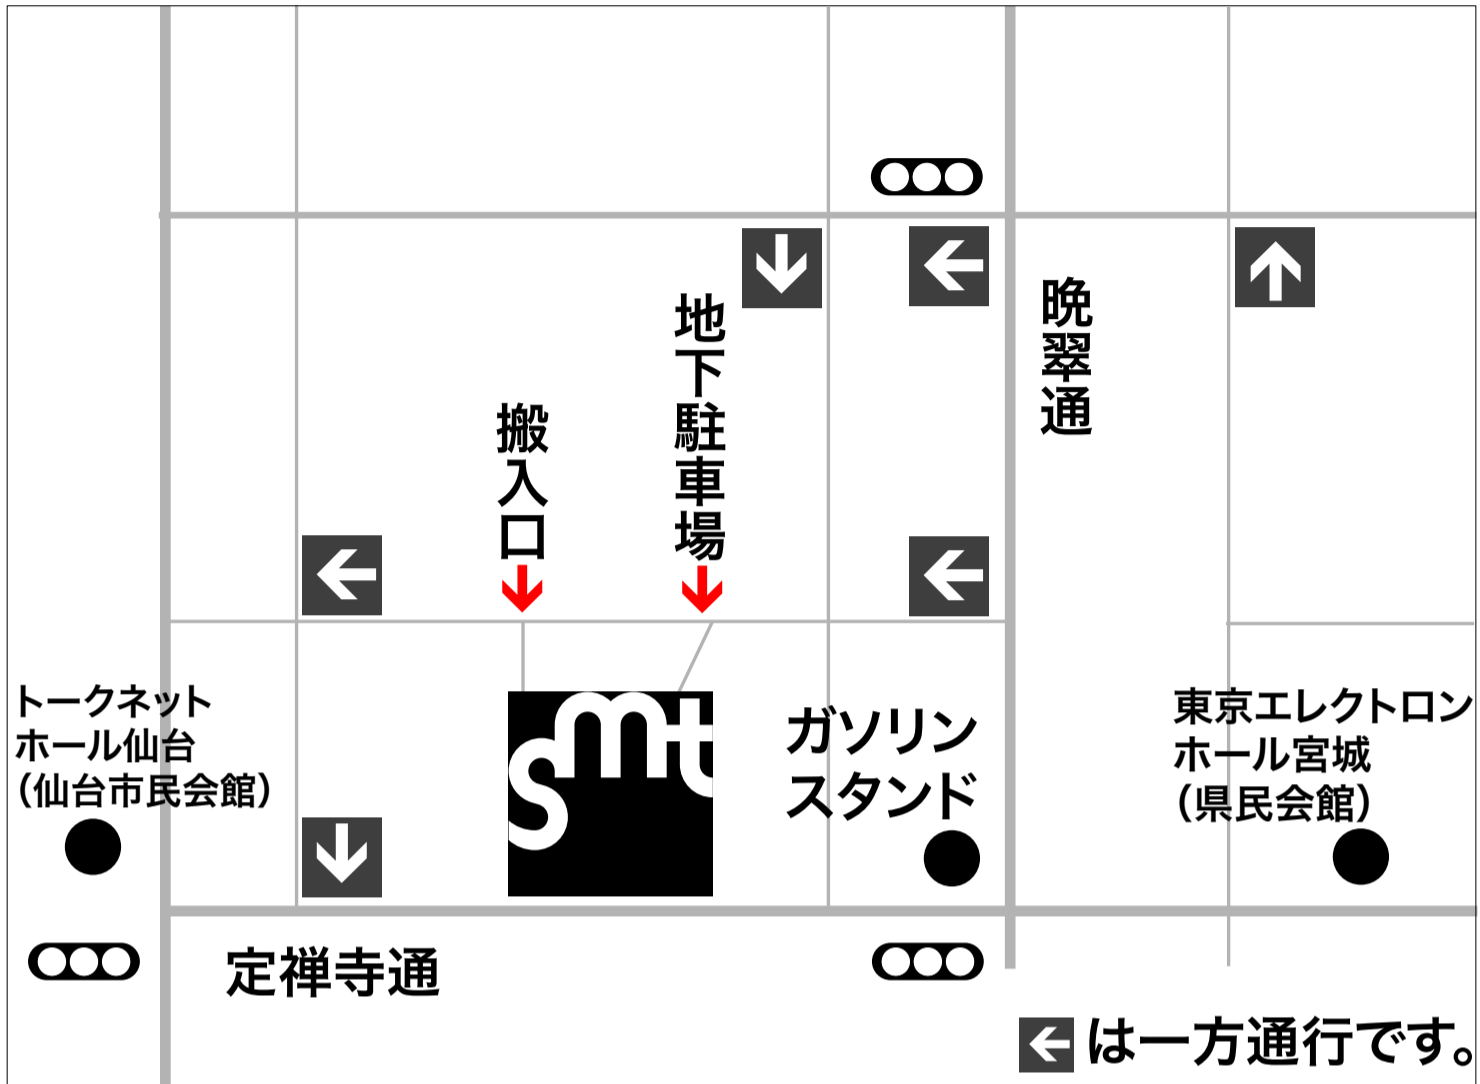 晩翠通
地下駐車場
搬入口
トークネット
ホール仙台
（仙台市民会館）
smt
ガソリン
スタンド
東京エレクトロン
ホール宮城
（県民会館）
定禅寺通
は一方通行です。